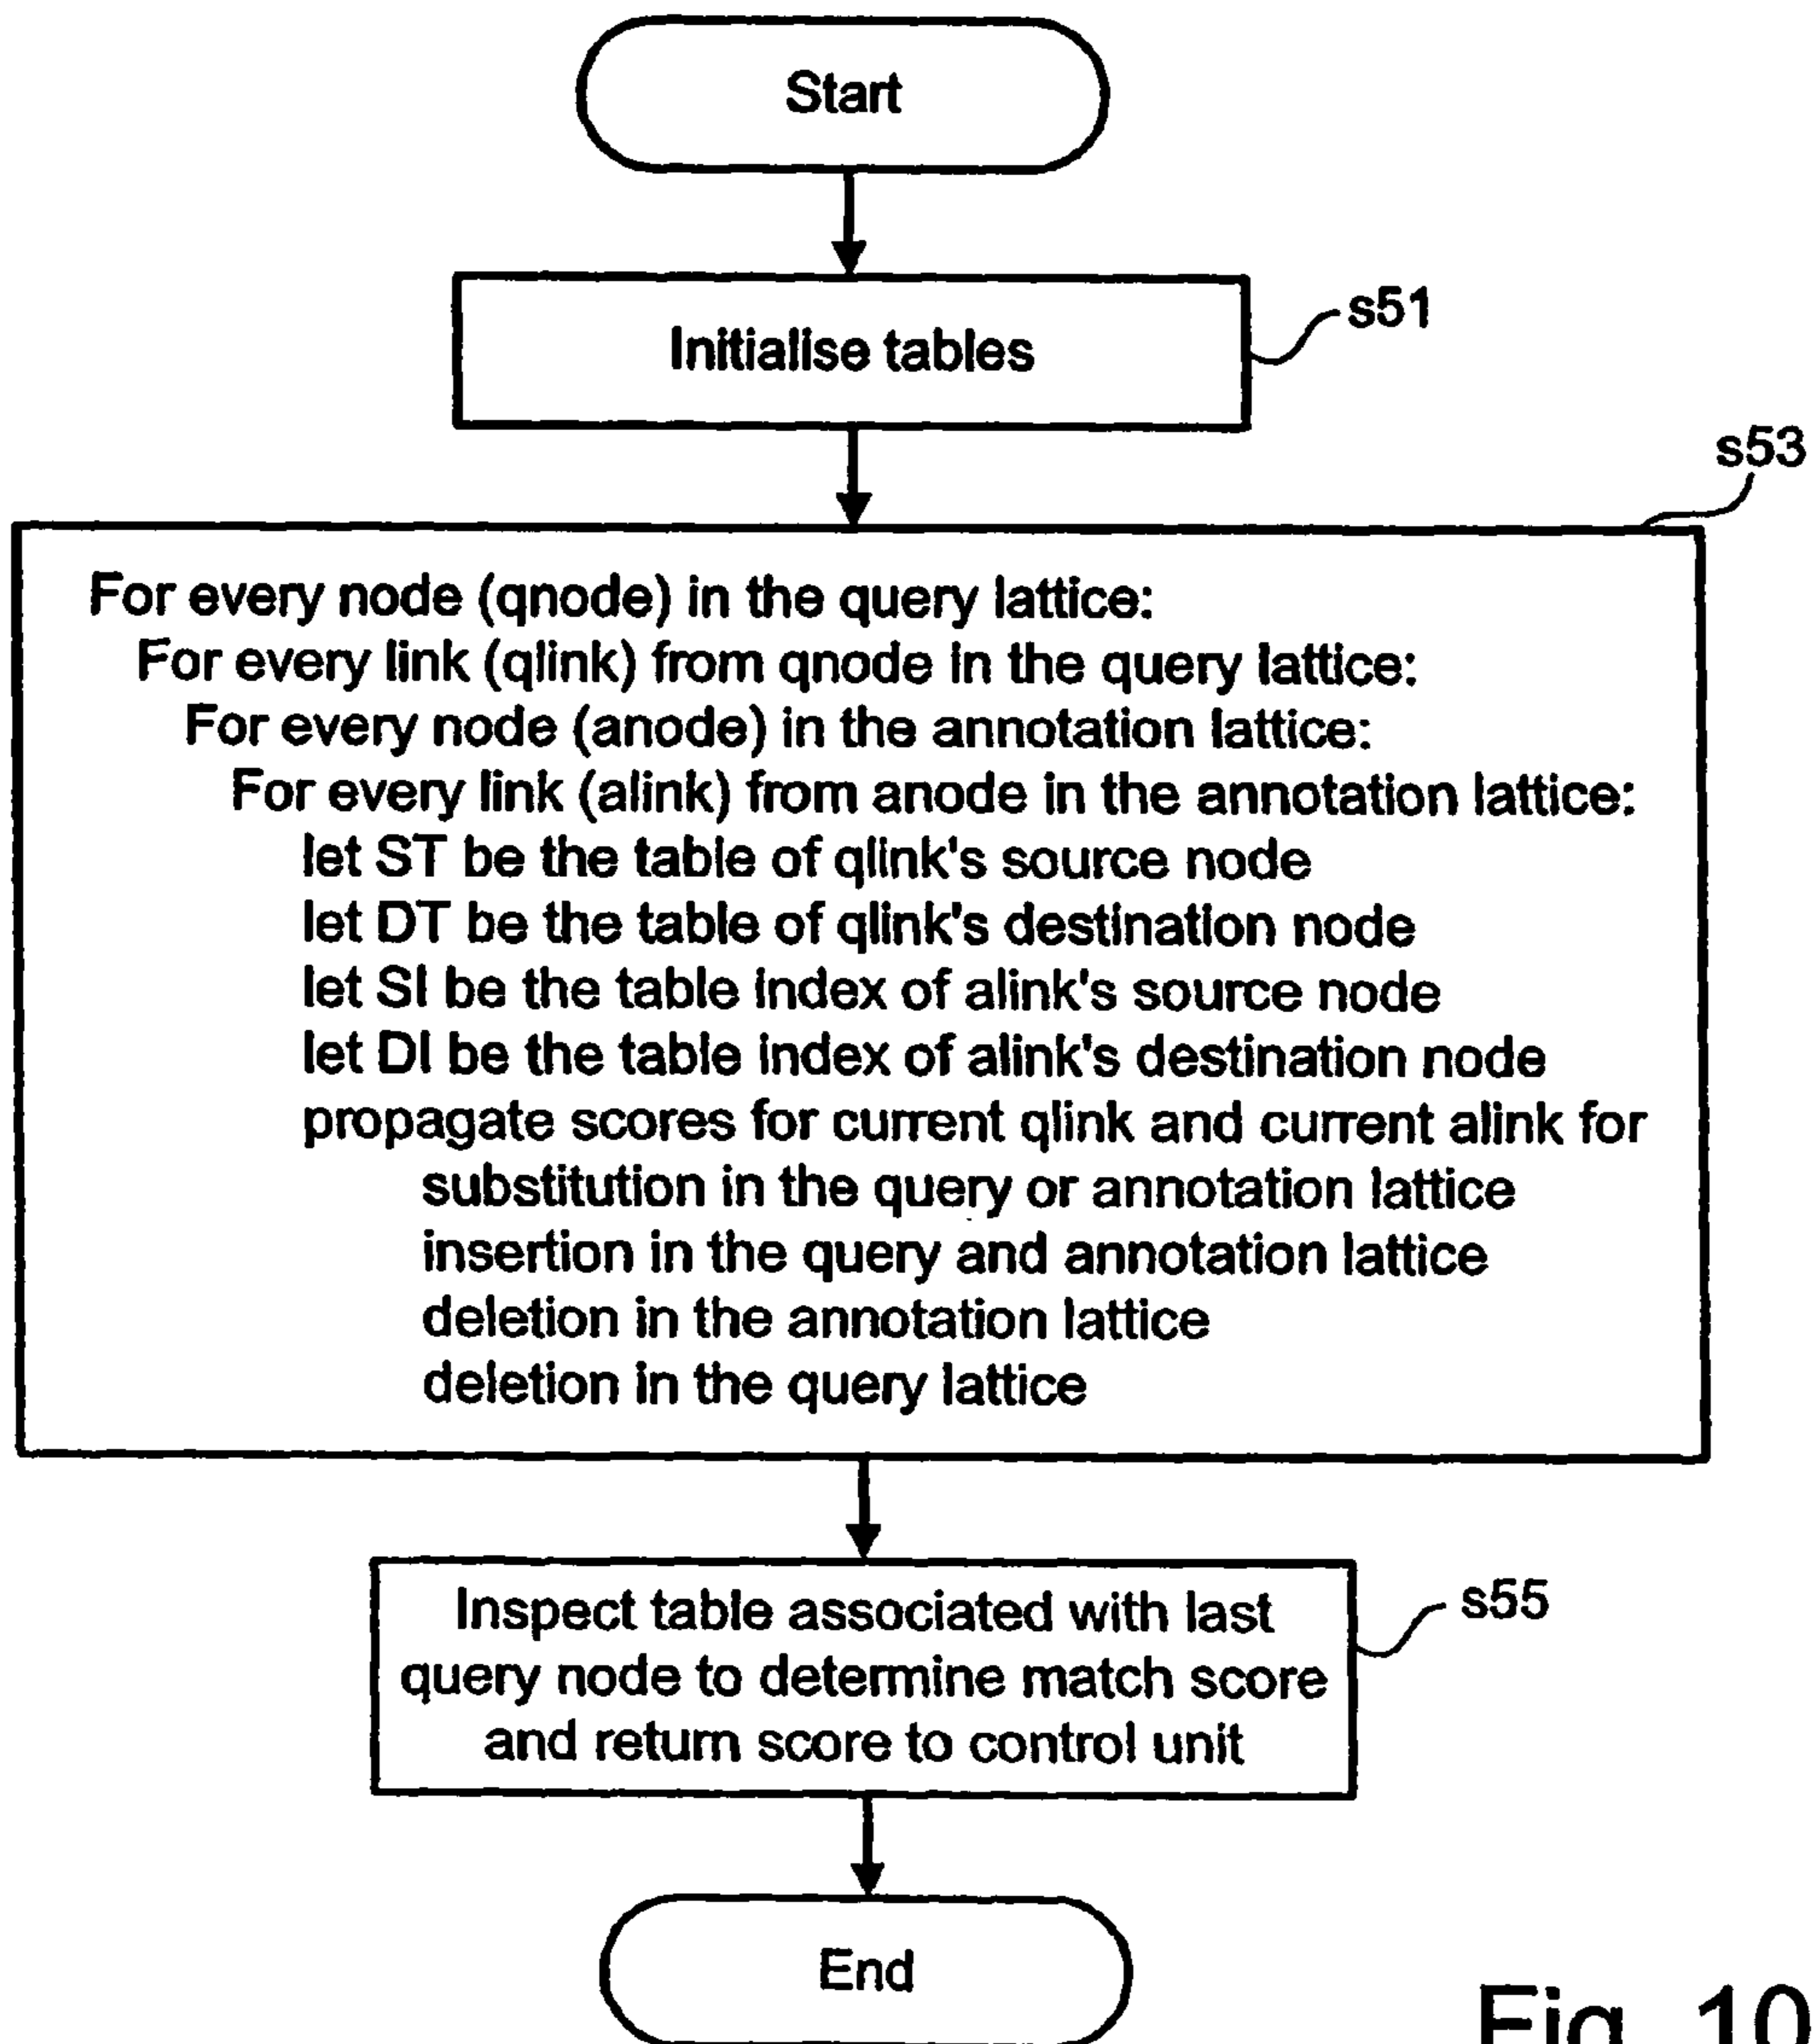 Start
Initialise tables
s51
s53
For every node (qnode) in the query lattice:
For every link (qlink) from qnode in the query lattice:
For every node (anode) in the annotation lattice:
For every link (alink) from anode in the annotation lattice:
let ST be the table of qlink's source node
let DT be the table of qlink's destination node
let SI be the table index of alink's source node
let DI be the table index of alink's destination node
propagate scores for current qlink and current alink for
substitution in the query or annotation lattice
insertion in the query and annotation lattice
deletion in the annotation lattice
deletion in the query lattice
Inspect table associated with last
query node to determine match score
and return score to control unit
s55
End
Fig. 10